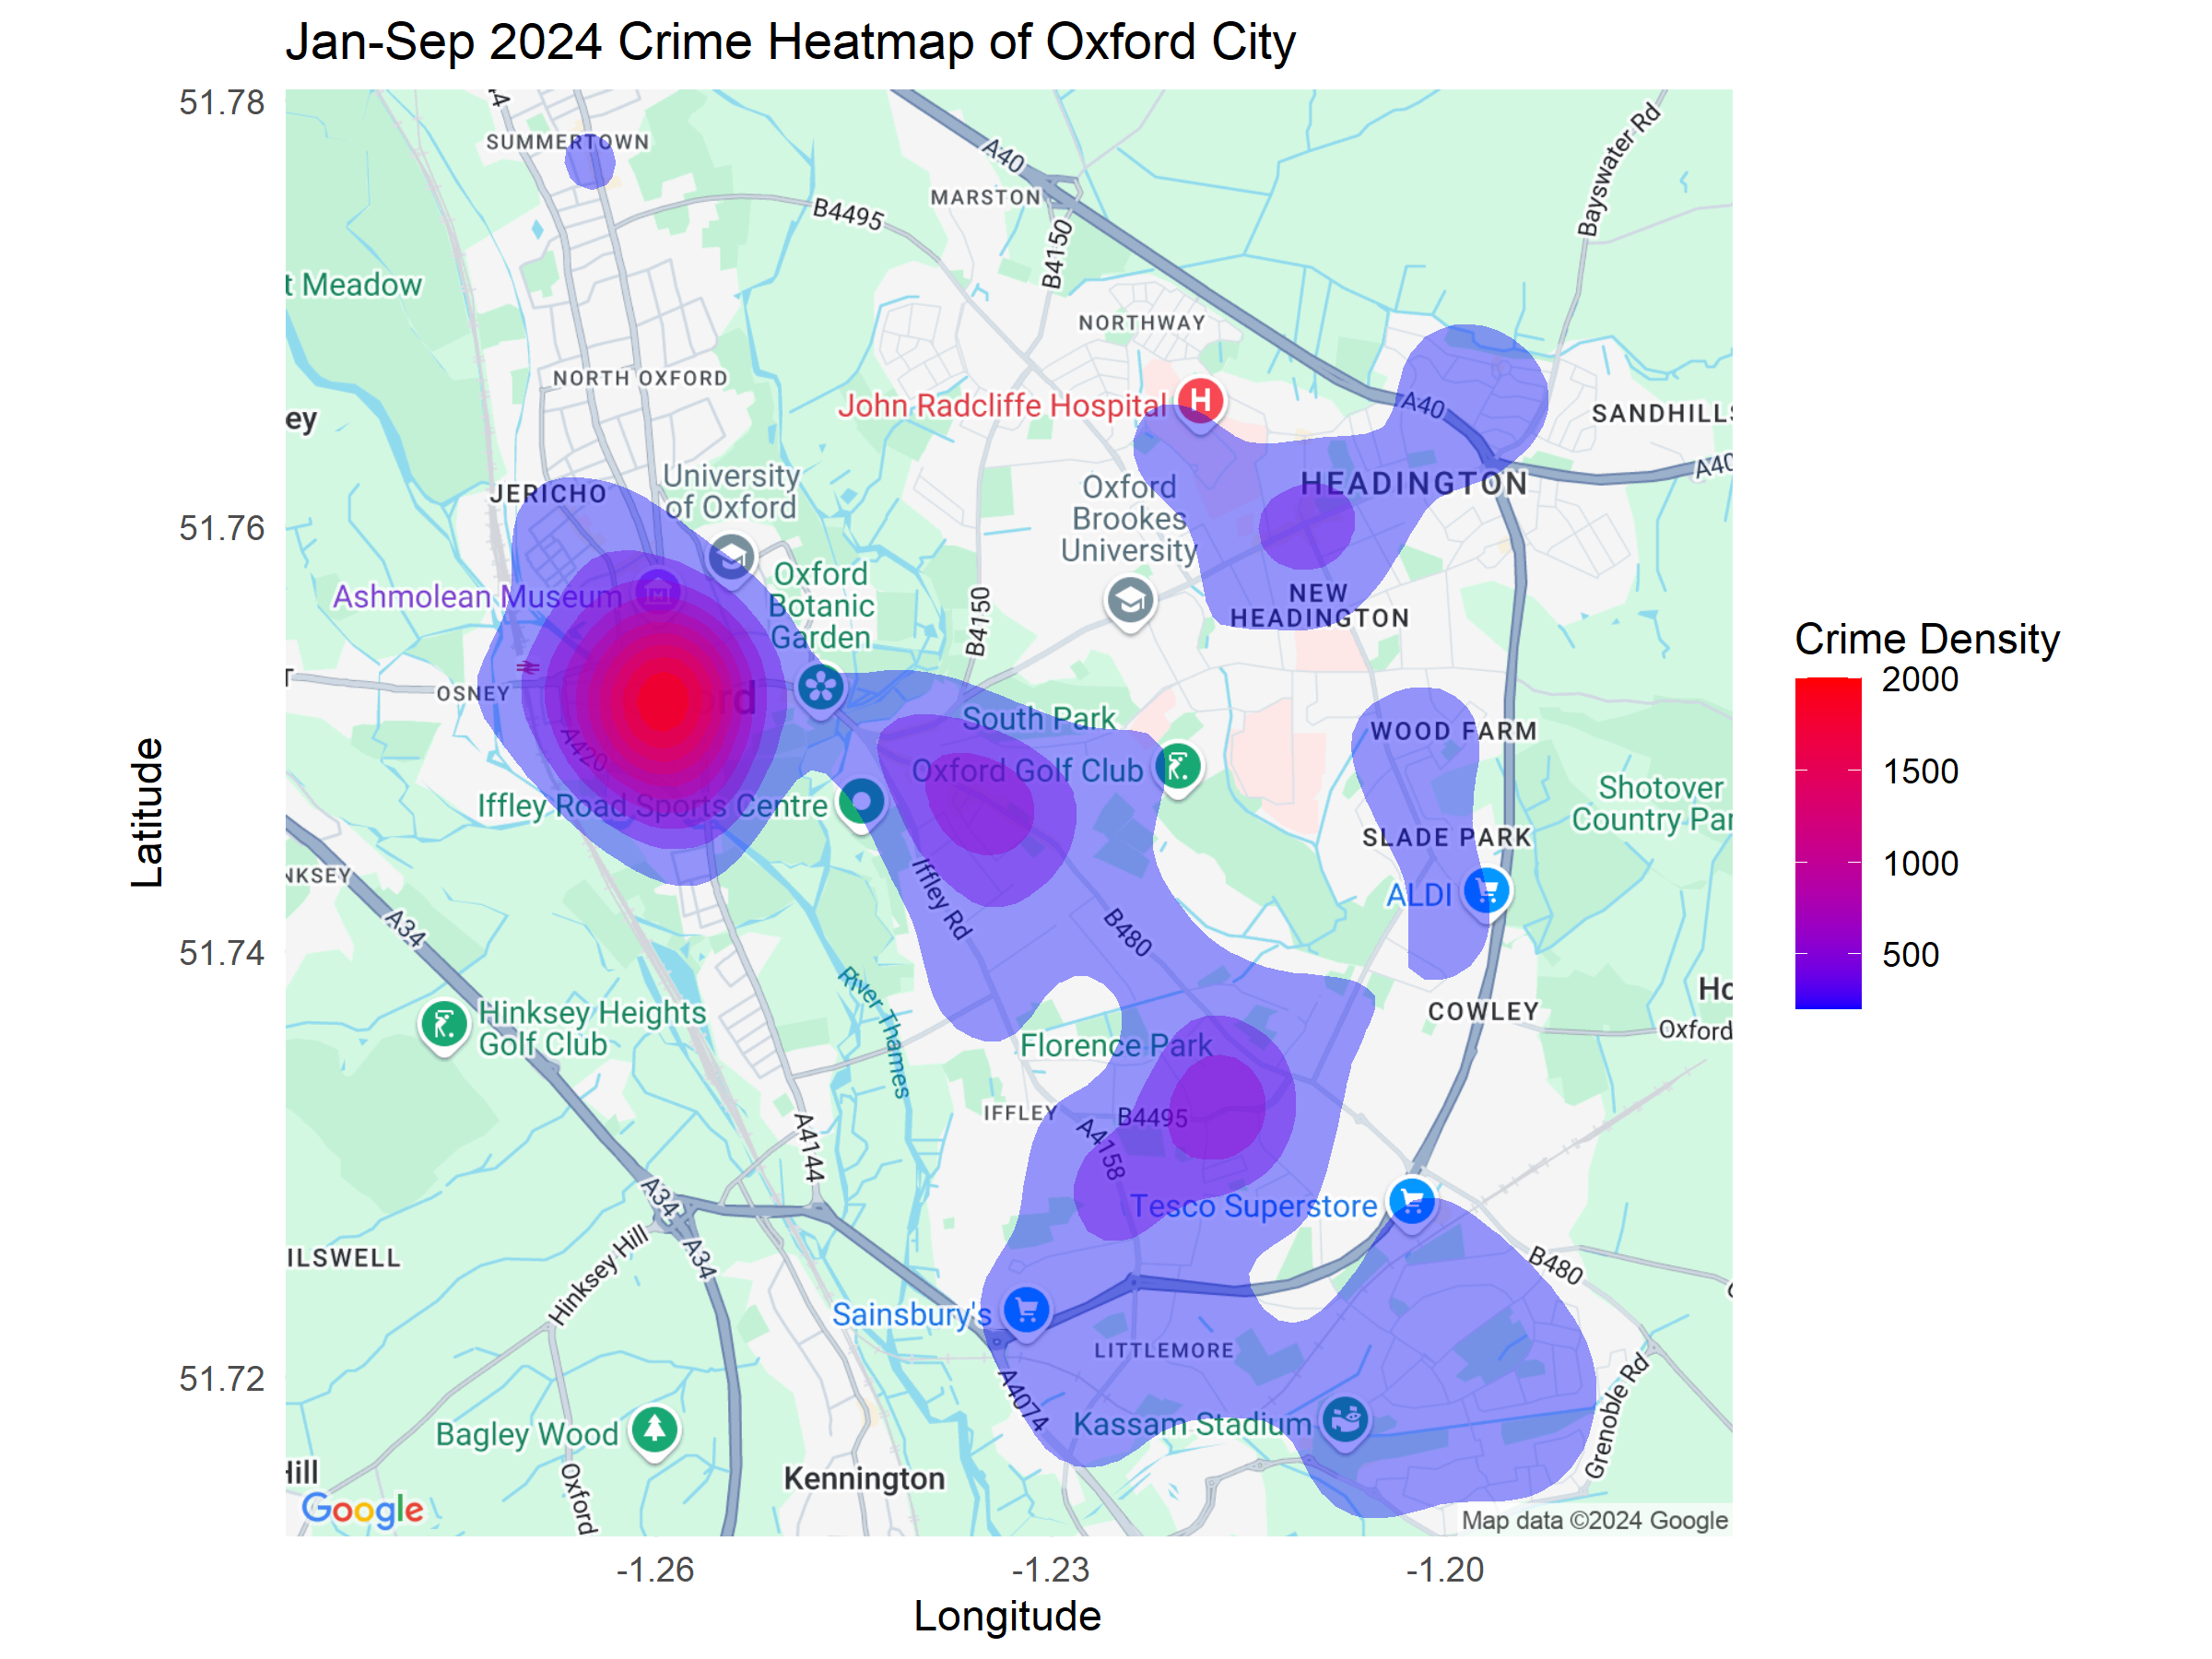 Jan-Sep 2024 Crime Heatmap of Oxford City
51.78
51.76
51.74
51.72
Latitude
-1.26
-1.23
-1.20
Longitude
Crime Density
2000
1500
1000
500
SUMMERTOWN
A40
MARSTON
B4495
B4150
Bayswater Rd
t Meadow
NORTHWAY
NORTH OXFORD
John Radcliffe Hospital
H
A40
SANDHILLS
ey
A40
HEADINGTON
JERICHO
University
of Oxford
Oxford
Brookes
University
Ashmolean Museum
Oxford
Botanic
Garden
B4150
NEW
HEADINGTON
OSNEY
ord
A420
South Park
Oxford Golf Club
WOOD FARM
Iffley Road Sports Centre
Shotover
Country Par
SLADE PARK
NKSEY
ALDI
Iffley Rd
B480
A34
River Thames
Hinksey Heights
Golf Club
COWLEY
Ho
Oxford
Florence Park
IFFLEY
B4495
A4158
A4144
A34
Tesco Superstore
A34
Hinksey Hill
ILSWELL
B480
Sainsbury's
LITTLEMORE
A4074
Kassam Stadium
Grenoble Rd
Bagley Wood
Kennington
Hill
Oxford
Google
Map data ©2024 Google